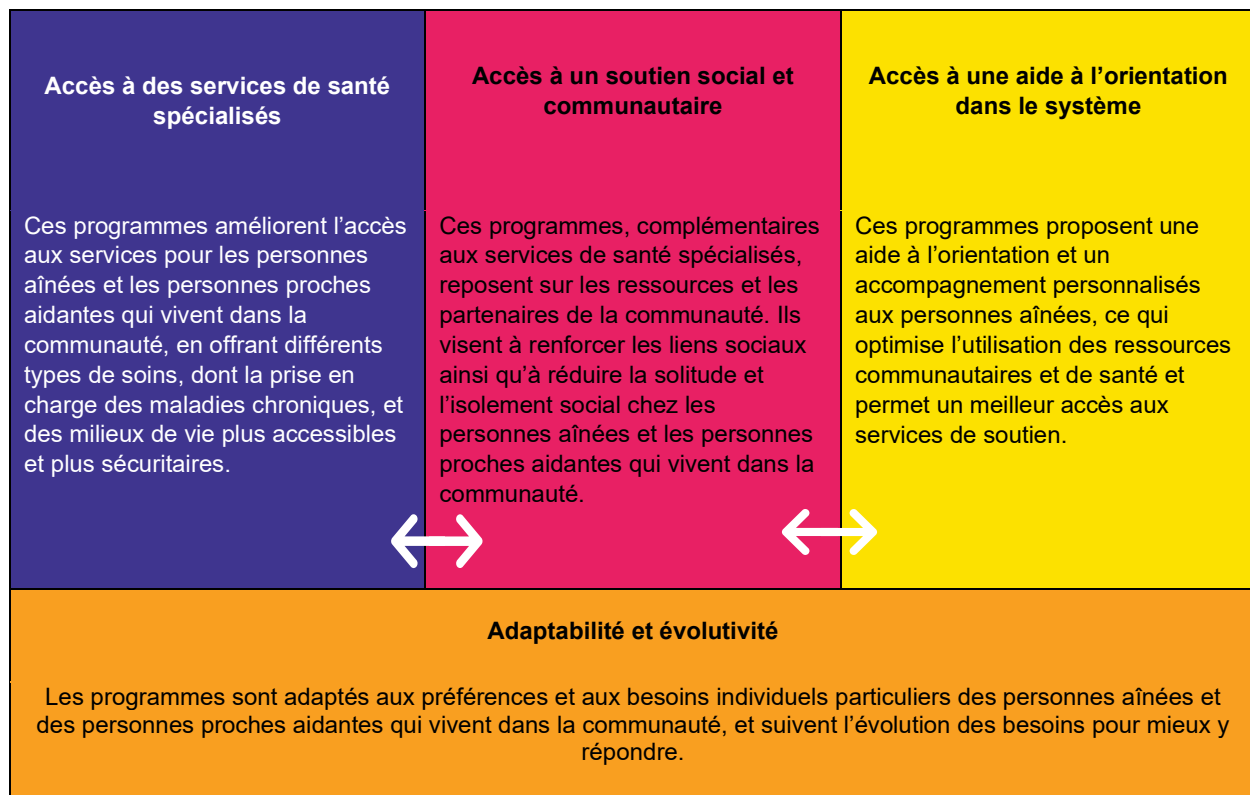 Accès à des services de santé
spécialisés
Accès à un soutien social et
communautaire
Accès à une aide à l’orientation
dans le système
Ces programmes améliorent l’accès
aux services pour les personnes
aînées et les personnes proches
aidantes qui vivent dans la
communauté, en offrant différents
types de soins, dont la prise en
charge des maladies chroniques, et
des milieux de vie plus accessibles
et plus sécuritaires.
Ces programmes, complémentaires
aux services de santé spécialisés,
reposent sur les ressources et les
partenaires de la communauté. Ils
visent à renforcer les liens sociaux
ainsi qu’à réduire la solitude et
l’isolement social chez les
personnes aînées et les personnes
proches aidantes qui vivent dans la
communauté.
Ces programmes proposent une
aide à l’orientation et un
accompagnement personnalisés
aux personnes aînées, ce qui
optimise l’utilisation des ressources
communautaires et de santé et
permet un meilleur accès aux
services de soutien.
Adaptabilité et évolutivité
Les programmes sont adaptés aux préférences et aux besoins individuels particuliers des personnes aînées et
des personnes proches aidantes qui vivent dans la communauté, et suivent l’évolution des besoins pour mieux y
répondre.